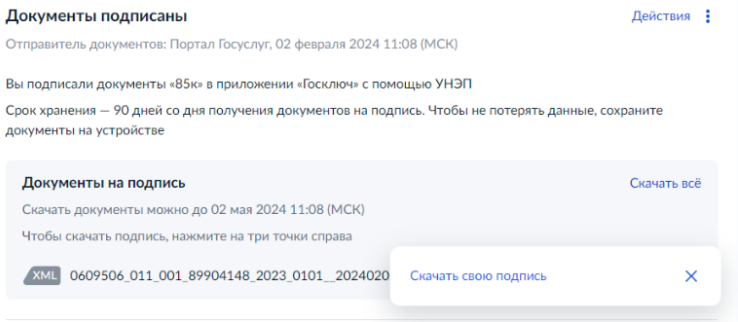 Документы подписаны
Действия
Отправитель документов: Портал Госуслуг, 02 февраля 2024 11:08 (МСК)
Вы подписали документы «85к» в приложении «Госключ» с помощью УНЭП
Срок хранения — 90 дней со дня получения документов на подпись. Чтобы не потерять данные, сохраните
документы на устройстве
Документы на подпись
Скачать всё
Скачать документы можно до 02 мая 2024 11:08 (МСК)
Чтобы скачать подпись, нажмите на три точки справа
XML 0609506_011_001_89904148_2023_0101__2024020
Скачать свою подпись